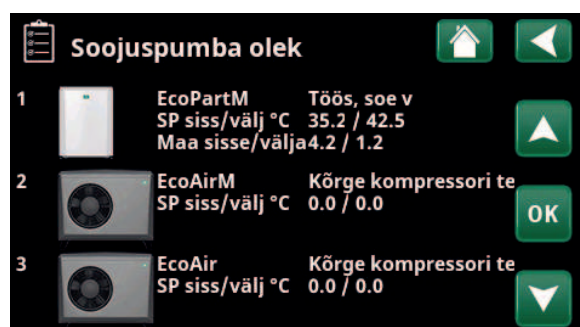 Soojuspumba olek
1 EcoPartM Töös, soe v
SP siss/välj °C 35.2 / 42.5
Maa sisse/välja 4.2 / 1.2
2 EcoAirM Kõrge kompressori te
SP siss/välj °C 0.0 / 0.0
OK
3 EcoAir Kõrge kompressori te
SP siss/välj °C 0.0 / 0.0